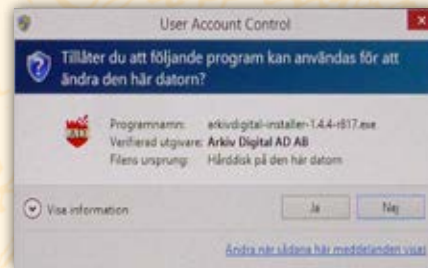 User Account Control
Tillåter du att följande program kan användas för att
ändra den här datorn?
Programnamn: arkivdigital-installer-1.4.4-r817.exe
Verifierad utgivare: Arkiv Digital AD AB
Filens ursprung: Hårddisk på den här datorn
Visa information
Ja
Nej
Ändra när sådana här meddelanden visas